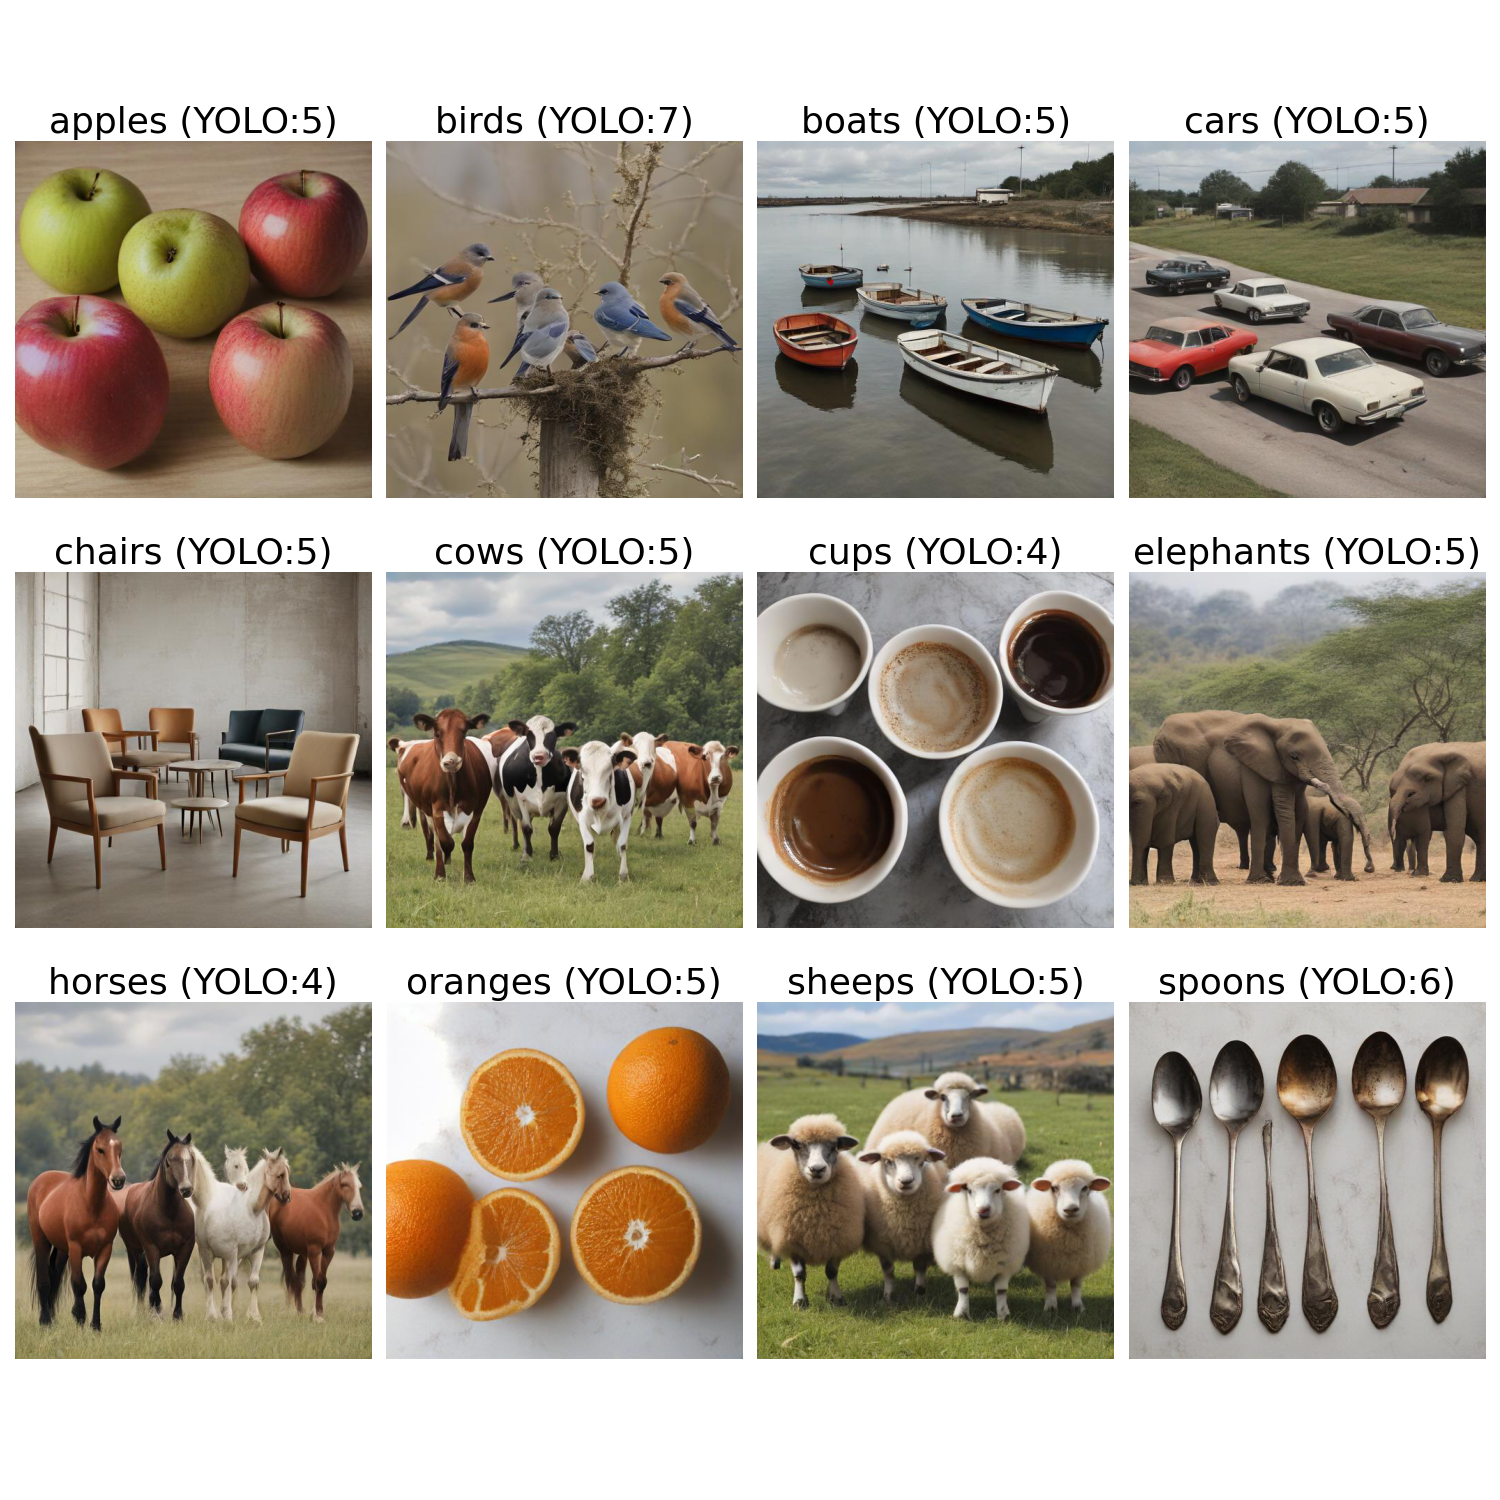 apples (YOLO:5)
birds (YOLO:7)
boats (YOLO:5)
cars (YOLO:5)
chairs (YOLO:5)
cows (YOLO:5)
cups (YOLO:4)
elephants (YOLO:5)
horses (YOLO:4)
oranges (YOLO:5)
sheeps (YOLO:5)
spoons (YOLO:6)